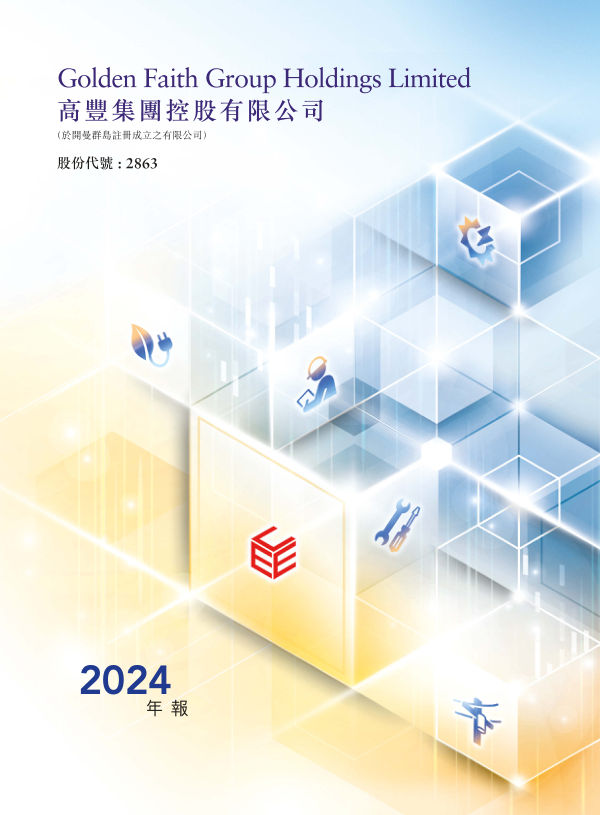 Golden Faith Group Holdings Limited
高豐集團控股有限公司
(於開曼群島註冊成立之有限公司)
股份代號 : 2863
LEE
2024
年報